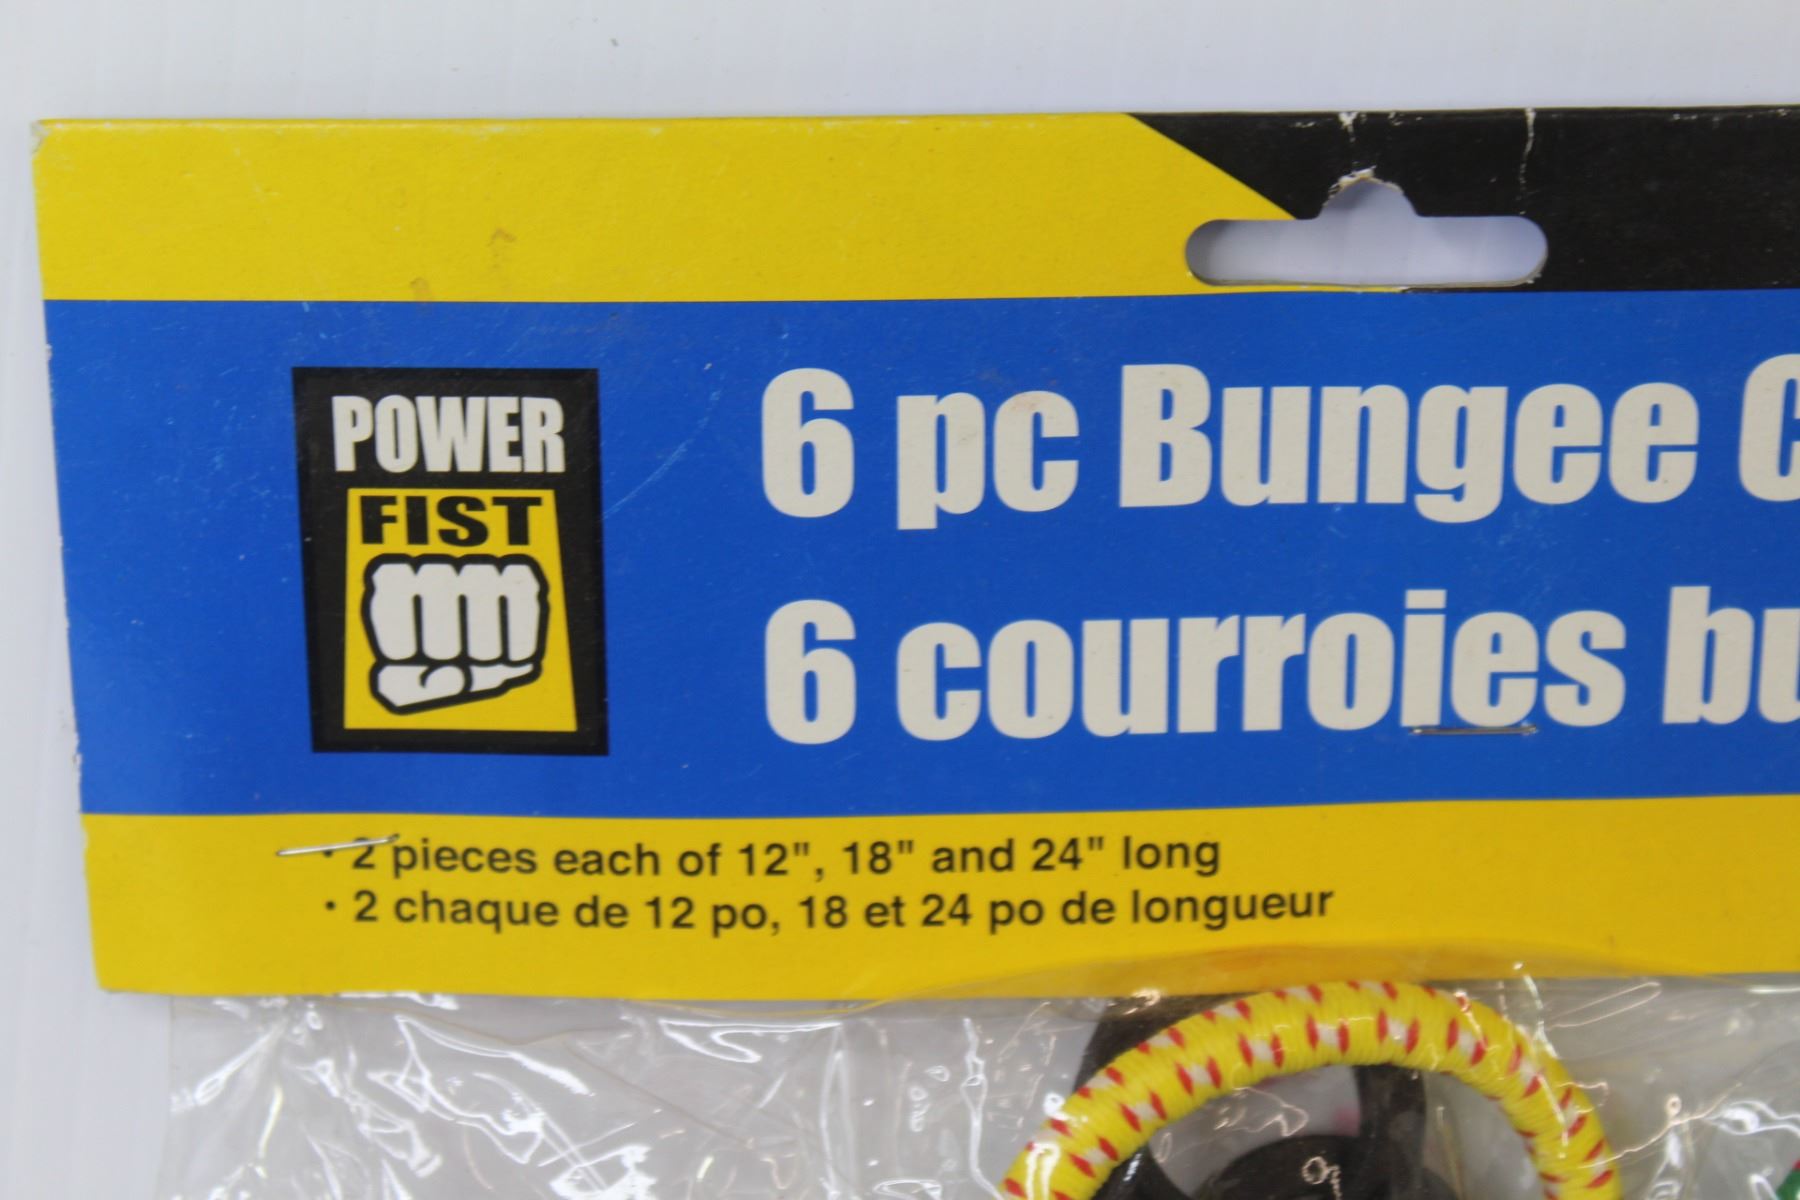 POWER
FIST
6 pc Bungee
6 courroies
• 2 pieces each of 12", 18" and 24" long
• 2 chaque de 12 po, 18 et 24 po de longueur